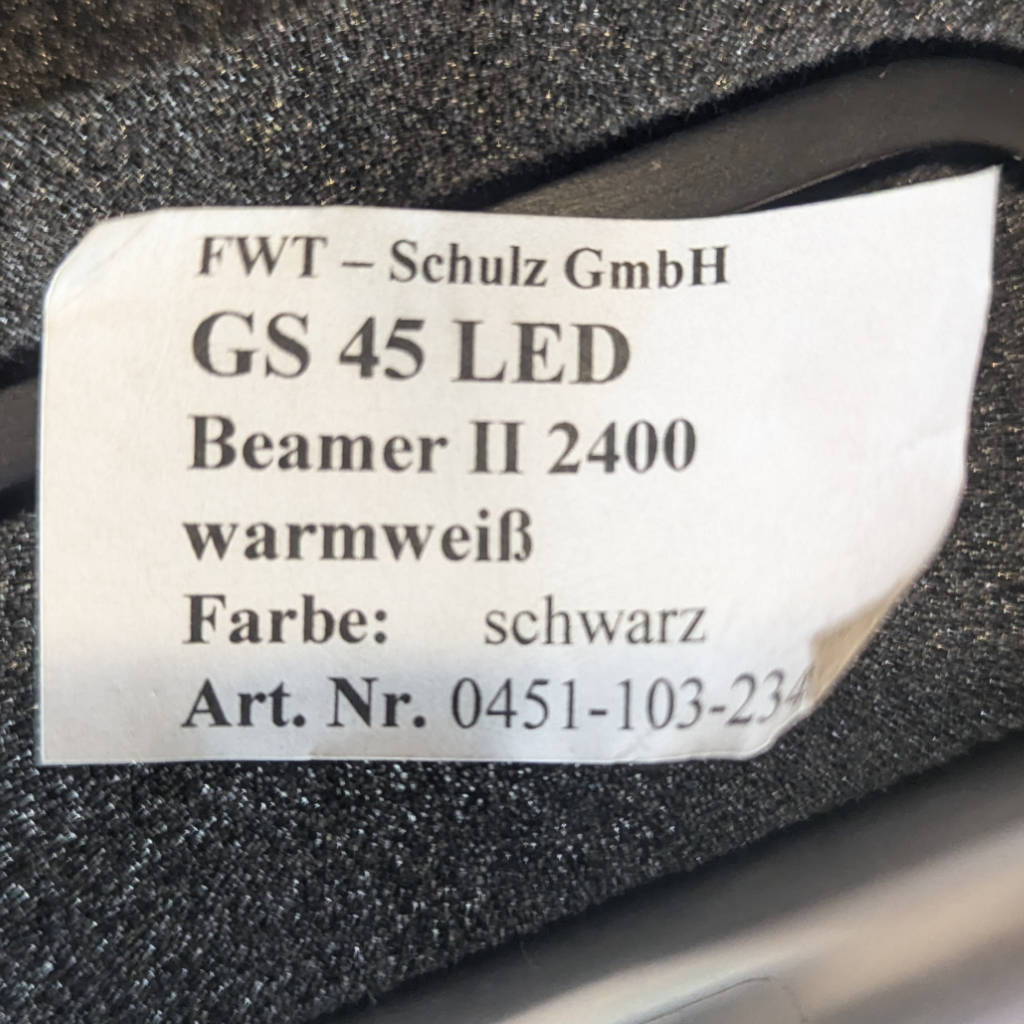 FWT – Schulz GmbH
GS 45 LED
Beamer II 2400
warmweiß
Farbe: schwarz
Art. Nr. 0451-103-234